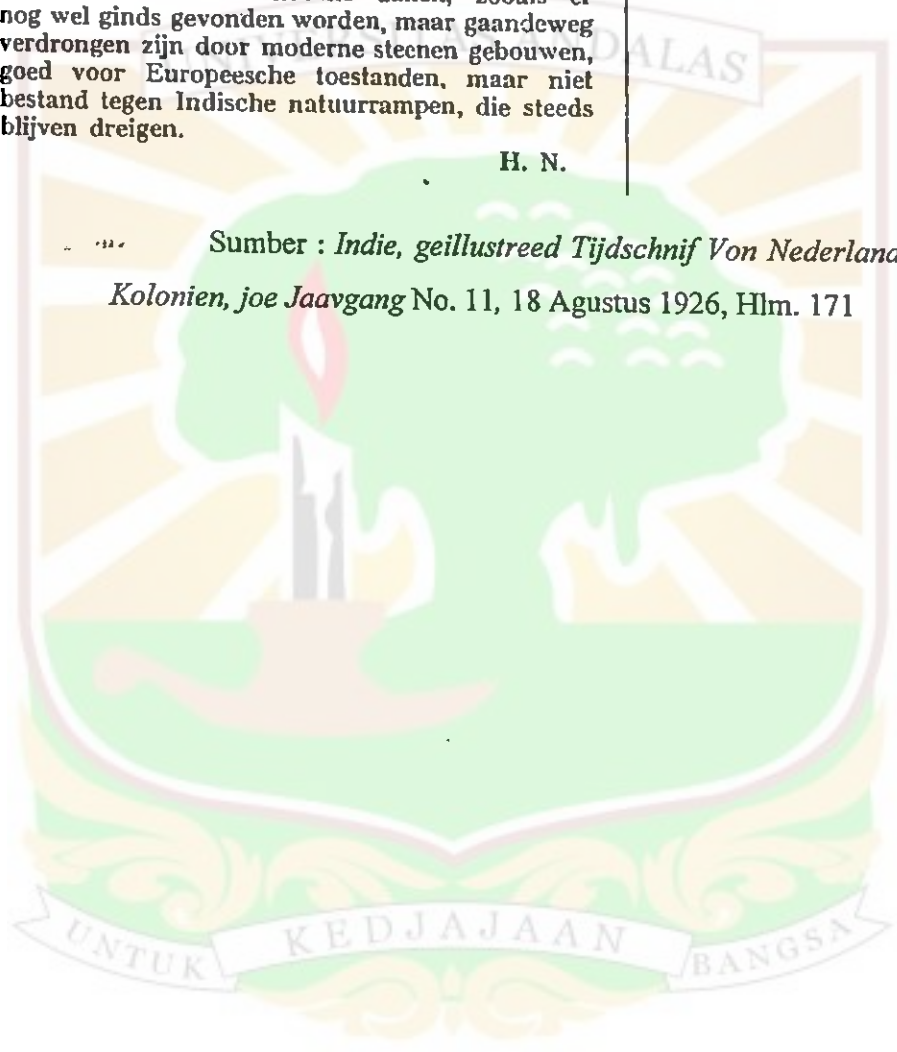 nog wel ginds gevonden worden, maar gaandeweg
verdrongen zijn door moderne steenen gebouwen,
goed voor Europeesche toestanden, maar niet
bestand tegen Indische natuurrampen, die steeds
blijven dreigen.
H. N.
Sumber : Indie, geillustreed Tijdschnif Von Nederland
Kolonien, joe Jaavgang No. 11, 18 Agustus 1926, Hlm. 171
UNIVERSITAS ANDALAS
UNTUK KEDJAJAAN BANGSA